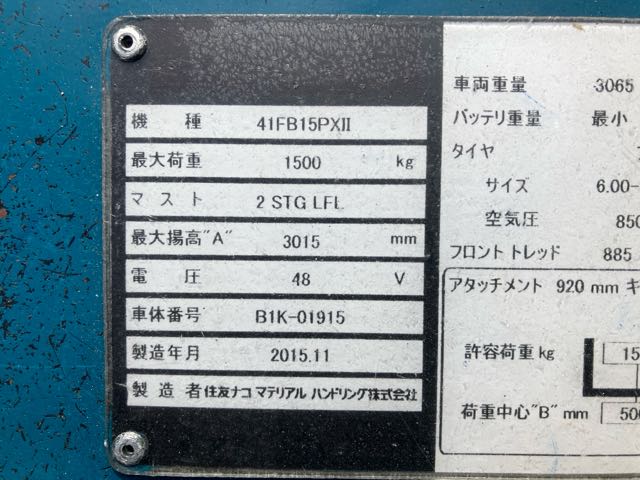 機 種 41FB15PXII
最大荷重 1500 kg
マスト 2 STG LFL
最大揚高"A" 3015 mm
電 圧 48 V
車体番号 B1K-01915
製造年月 2015.11
製造者 住友ナコ マテリアル ハンドリング株式会社
車両重量 3065
バッテリ重量 最小
タイヤ
サイズ 6.00-
空気圧 850
フロント トレッド 885
アタッチメント 920 mm キ
許容荷重 kg 15
荷重中心"B" mm 500